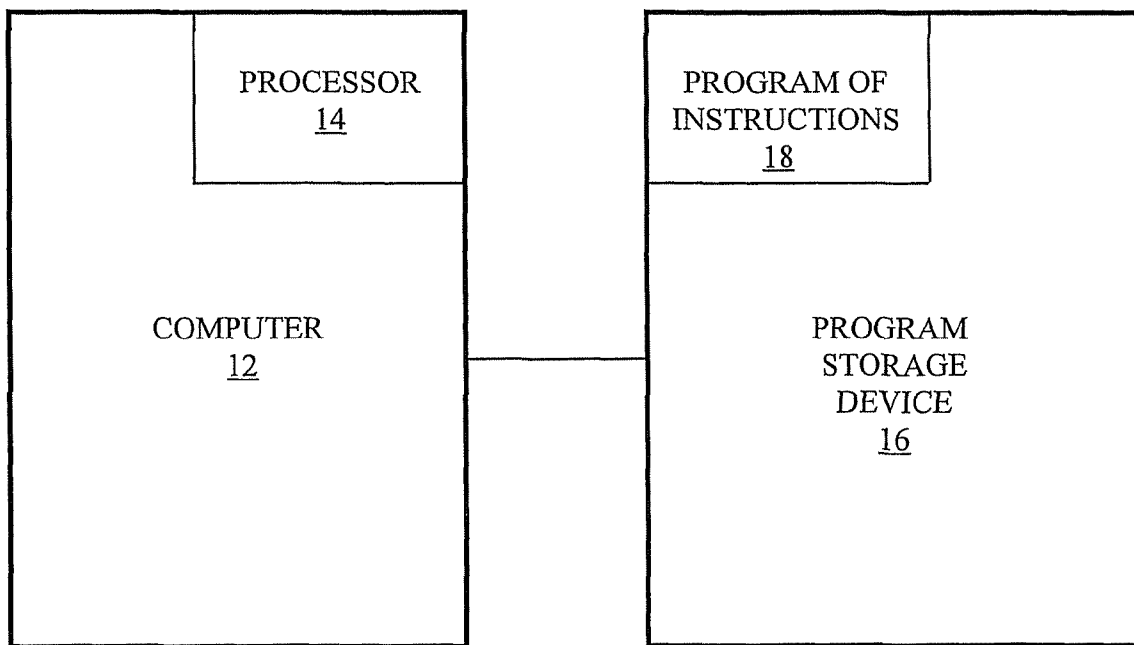 PROCESSOR
14
PROGRAM OF
INSTRUCTIONS
18
COMPUTER
12
PROGRAM
STORAGE
DEVICE
16